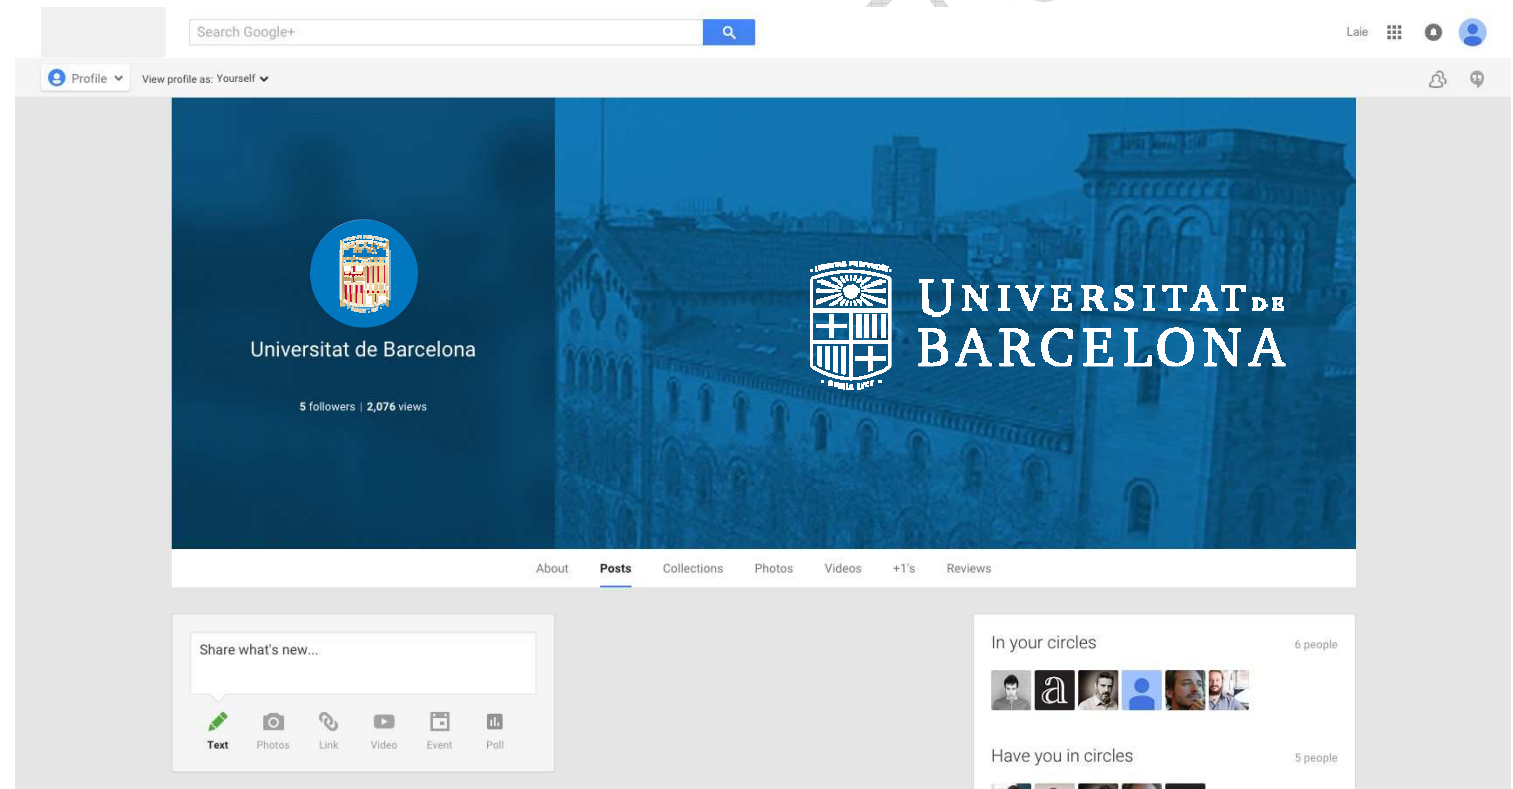 Search Google+
Laie
Profile
View profile as: Yourself
Universitat de Barcelona
5 followers | 2,076 views
UNIVERSITAT DE
BARCELONA
About Posts Collections Photos Videos +1's Reviews
Share what's new...
Text Photos Link Video Event Poll
In your circles
6 people
a
Have you in circles
5 people